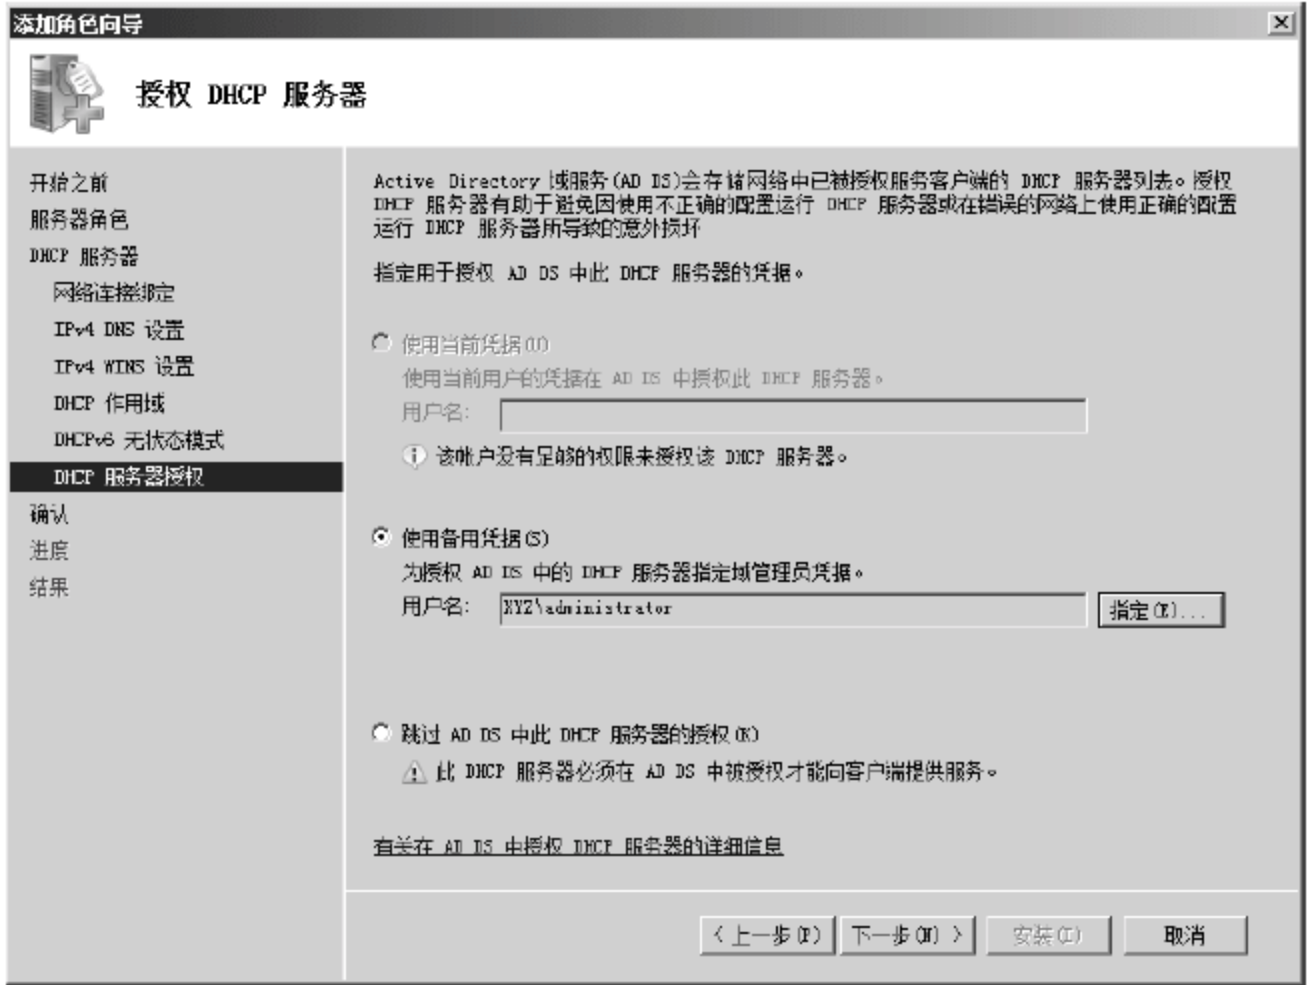 添加角色向导
授权 DHCP 服务器
开始之前
服务器角色
DHCP 服务器
网络连接绑定
IPv4 DNS 设置
IPv4 WINS 设置
DHCP 作用域
DHCPv6 无状态模式
DHCP 服务器授权
确认
进度
结果
Active Directory 域服务(AD DS)会存储网络中已被授权服务客户端的 DHCP 服务器列表。授权
DHCP 服务器有助于避免因使用不正确的配置运行 DHCP 服务器或在错误的网络上使用正确的配置
运行 DHCP 服务器所导致的意外损坏
指定用于授权 AD DS 中此 DHCP 服务器的凭据。
使用当前凭据(U)
使用当前用户的凭据在 AD DS 中授权此 DHCP 服务器。
用户名:
该帐户没有足够的权限来授权该 DHCP 服务器。
使用备用凭据(S)
为授权 AD DS 中的 DHCP 服务器指定域管理员凭据。
用户名: XYZ\administrator 指定(E)...
跳过 AD DS 中此 DHCP 服务器的授权(K)
此 DHCP 服务器必须在 AD DS 中被授权才能向客户端提供服务。
有关在 AD DS 中授权 DHCP 服务器的详细信息
< 上一步(P) 下一步(N) > 安装(I) 取消